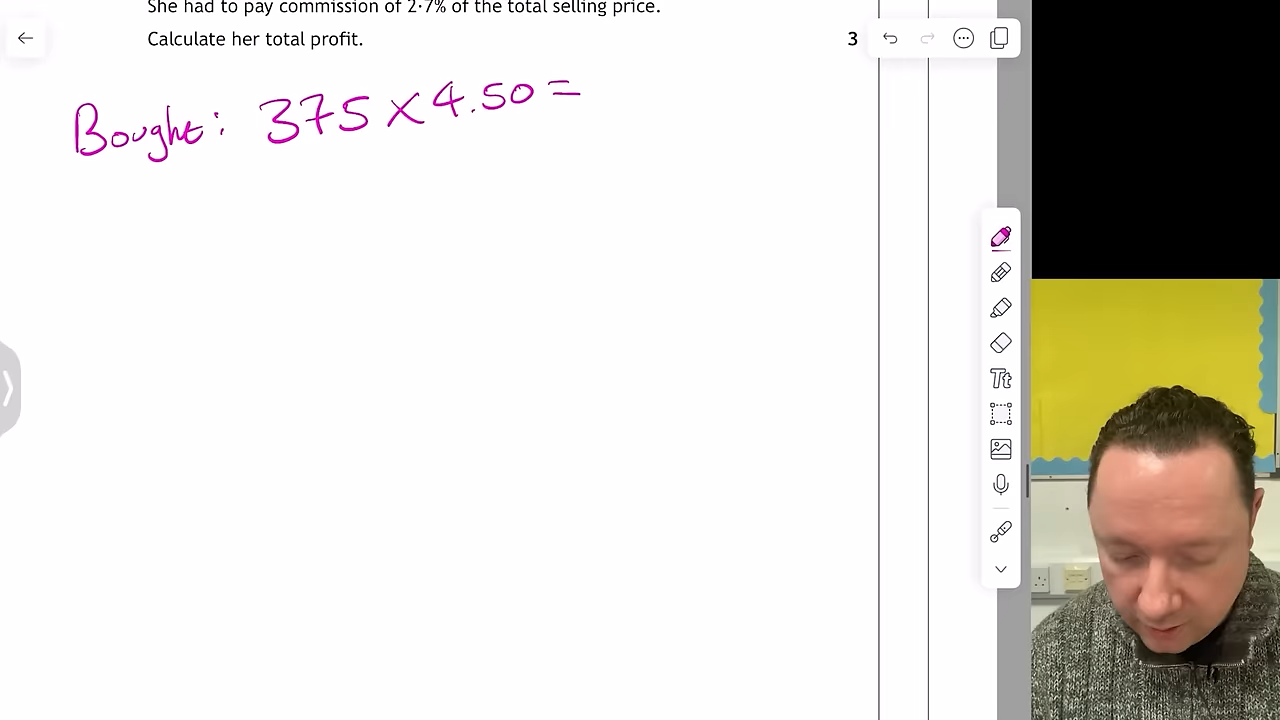 She had to pay commission of 2·7% of the total selling price.
Calculate her total profit. 3
Bought: 375 × 4.50 =
Tt